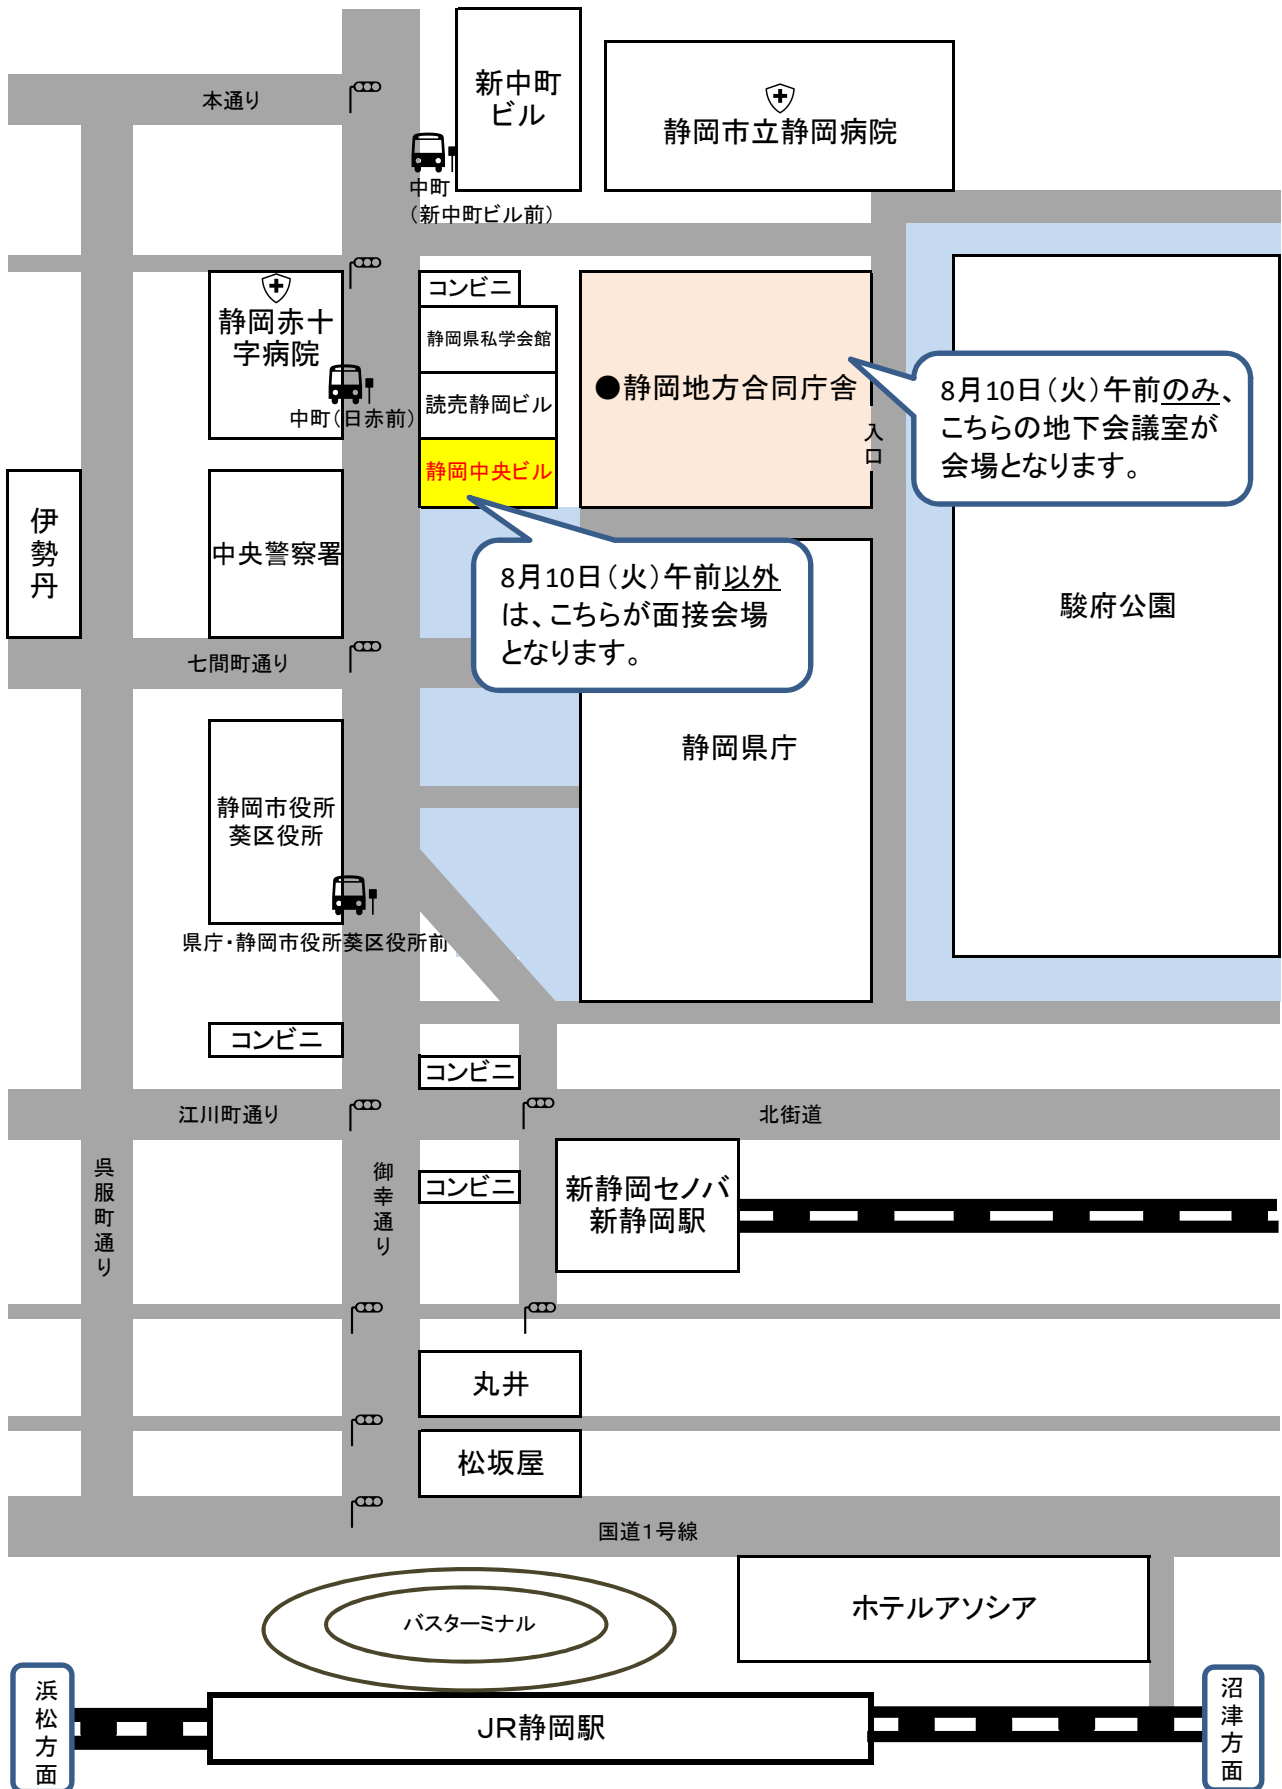 本通り
新中町
ビル
静岡市立静岡病院
中町
（新中町ビル前）
静岡赤十
字病院
中町（日赤前）
コンビニ
静岡県私学会館
読売静岡ビル
静岡中央ビル
●静岡地方合同庁舎
入口
8月10日（火）午前のみ、
こちらの地下会議室が
会場となります。
伊勢丹
中央警察署
8月10日（火）午前以外
は、こちらが面接会場
となります。
駿府公園
七間町通り
静岡県庁
静岡市役所
葵区役所
県庁・静岡市役所葵区役所前
コンビニ
コンビニ
江川町通り
北街道
呉服町通り
御幸通り
コンビニ
新静岡セノバ
新静岡駅
丸井
松坂屋
国道１号線
バスターミナル
ホテルアソシア
浜松方面
ＪＲ静岡駅
沼津方面